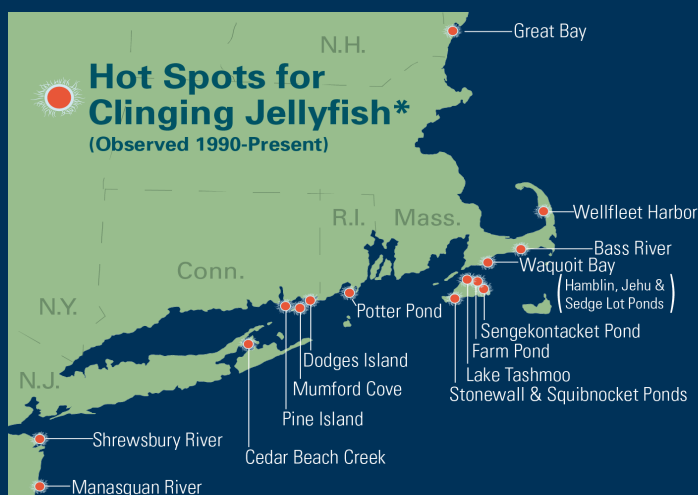 Great Bay
N.H.
Hot Spots for
Clinging Jellyfish*
(Observed 1990-Present)
Wellfleet Harbor
R.I.
Mass.
Bass River
Waquoit Bay
(Hamblin, Jehu &
Sedge Lot Ponds)
Conn.
N.Y.
Potter Pond
Sengekontacket Pond
Farm Pond
Dodges Island
Lake Tashmoo
N.J.
Mumford Cove
Stonewall & Squibnocket Ponds
Pine Island
Shrewsbury River
Cedar Beach Creek
Manasquan River